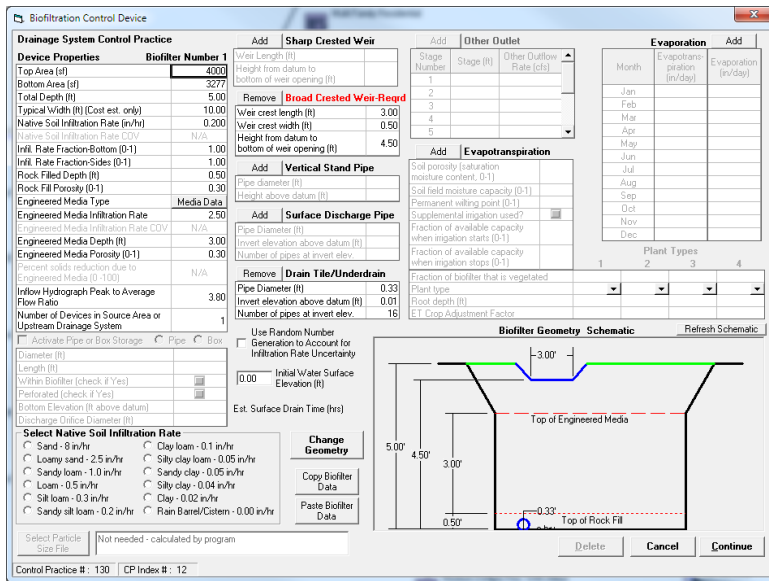 Biofiltration Control Device
Drainage System Control Practice
Device Properties Biofilter Number 1
Top Area (sf) 4000
Bottom Area (sf) 3277
Total Depth (ft) 5.00
Typical Width (ft) (Cost est. only) 10.00
Native Soil Infiltration Rate (in/hr) 0.200
Native Soil Infiltration Rate COV N/A
Infil. Rate Fraction-Bottom (0-1) 1.00
Infil. Rate Fraction-Sides (0-1) 1.00
Rock Filled Depth (ft) 0.50
Rock Fill Porosity (0-1) 0.30
Engineered Media Type Media Data
Engineered Media Infiltration Rate 2.50
Engineered Media Infiltration Rate COV N/A
Engineered Media Depth (ft) 3.00
Engineered Media Porosity (0-1) 0.30
Percent solids reduction due to
Engineered Media (0 -100) N/A
Inflow Hydrograph Peak to Average
Flow Ratio 3.80
Number of Devices in Source Area or
Upstream Drainage System 1
Activate Pipe or Box Storage Pipe Box
Diameter (ft)
Length (ft)
Within Biofilter (check if Yes)
Perforated (check if Yes)
Bottom Elevation (ft above datum)
Discharge Orifice Diameter (ft)
Select Native Soil Infiltration Rate
Sand - 8 in/hr Clay loam - 0.1 in/hr
Loamy sand - 2.5 in/hr Silty clay loam - 0.05 in/hr
Sandy loam - 1.0 in/hr Sandy clay - 0.05 in/hr
Loam - 0.5 in/hr Silty clay - 0.04 in/hr
Silt loam - 0.3 in/hr Clay - 0.02 in/hr
Sandy silt loam - 0.2 in/hr Rain Barrel/Cistern - 0.00 in/hr
Select Particle
Size File
Not needed - calculated by program
Control Practice # : 130 CP Index # : 12
Add Sharp Crested Weir
Weir Length (ft)
Height from datum to
bottom of weir opening (ft)
Remove Broad Crested Weir-Reqrd
Weir crest length (ft) 3.00
Weir crest width (ft) 0.50
Height from datum to
bottom of weir opening (ft) 4.50
Add Vertical Stand Pipe
Pipe diameter (ft)
Height above datum (ft)
Add Surface Discharge Pipe
Pipe Diameter (ft)
Invert elevation above datum (ft)
Number of pipes at invert elev.
Remove Drain Tile/Underdrain
Pipe Diameter (ft) 0.33
Invert elevation above datum (ft) 0.01
Number of pipes at invert elev. 16
Use Random Number
Generation to Account for
Infiltration Rate Uncertainty
0.00 Initial Water Surface
Elevation (ft)
Est. Surface Drain Time (hrs)
Change
Geometry
Copy Biofilter
Data
Paste Biofilter
Data
Add Other Outlet
Stage
Number Stage (ft) Other Outflow
Rate (cfs)
1
2
3
4
5
Add Evapotranspiration
Soil porosity (saturation
moisture content, 0-1)
Soil field moisture capacity (0-1)
Permanent wilting point (0-1)
Supplemental irrigation used?
Fraction of available capacity
when irrigation starts (0-1)
Fraction of available capacity
when irrigation stops (0-1)
Fraction of biofilter that is vegetated
Plant type
Root depth (ft)
ET Crop Adjustment Factor
Evaporation Add
Month Evapotrans-
piration
(in/day) Evaporation
(in/day)
Jan
Feb
Mar
Apr
May
Jun
Jul
Aug
Sep
Oct
Nov
Dec
Plant Types
1 2 3 4
Biofilter Geometry Schematic Refresh Schematic
3.00'
Top of Engineered Media
5.00'
4.50'
3.00'
0.33'
Top of Rock Fill
0.50'
Delete Cancel Continue